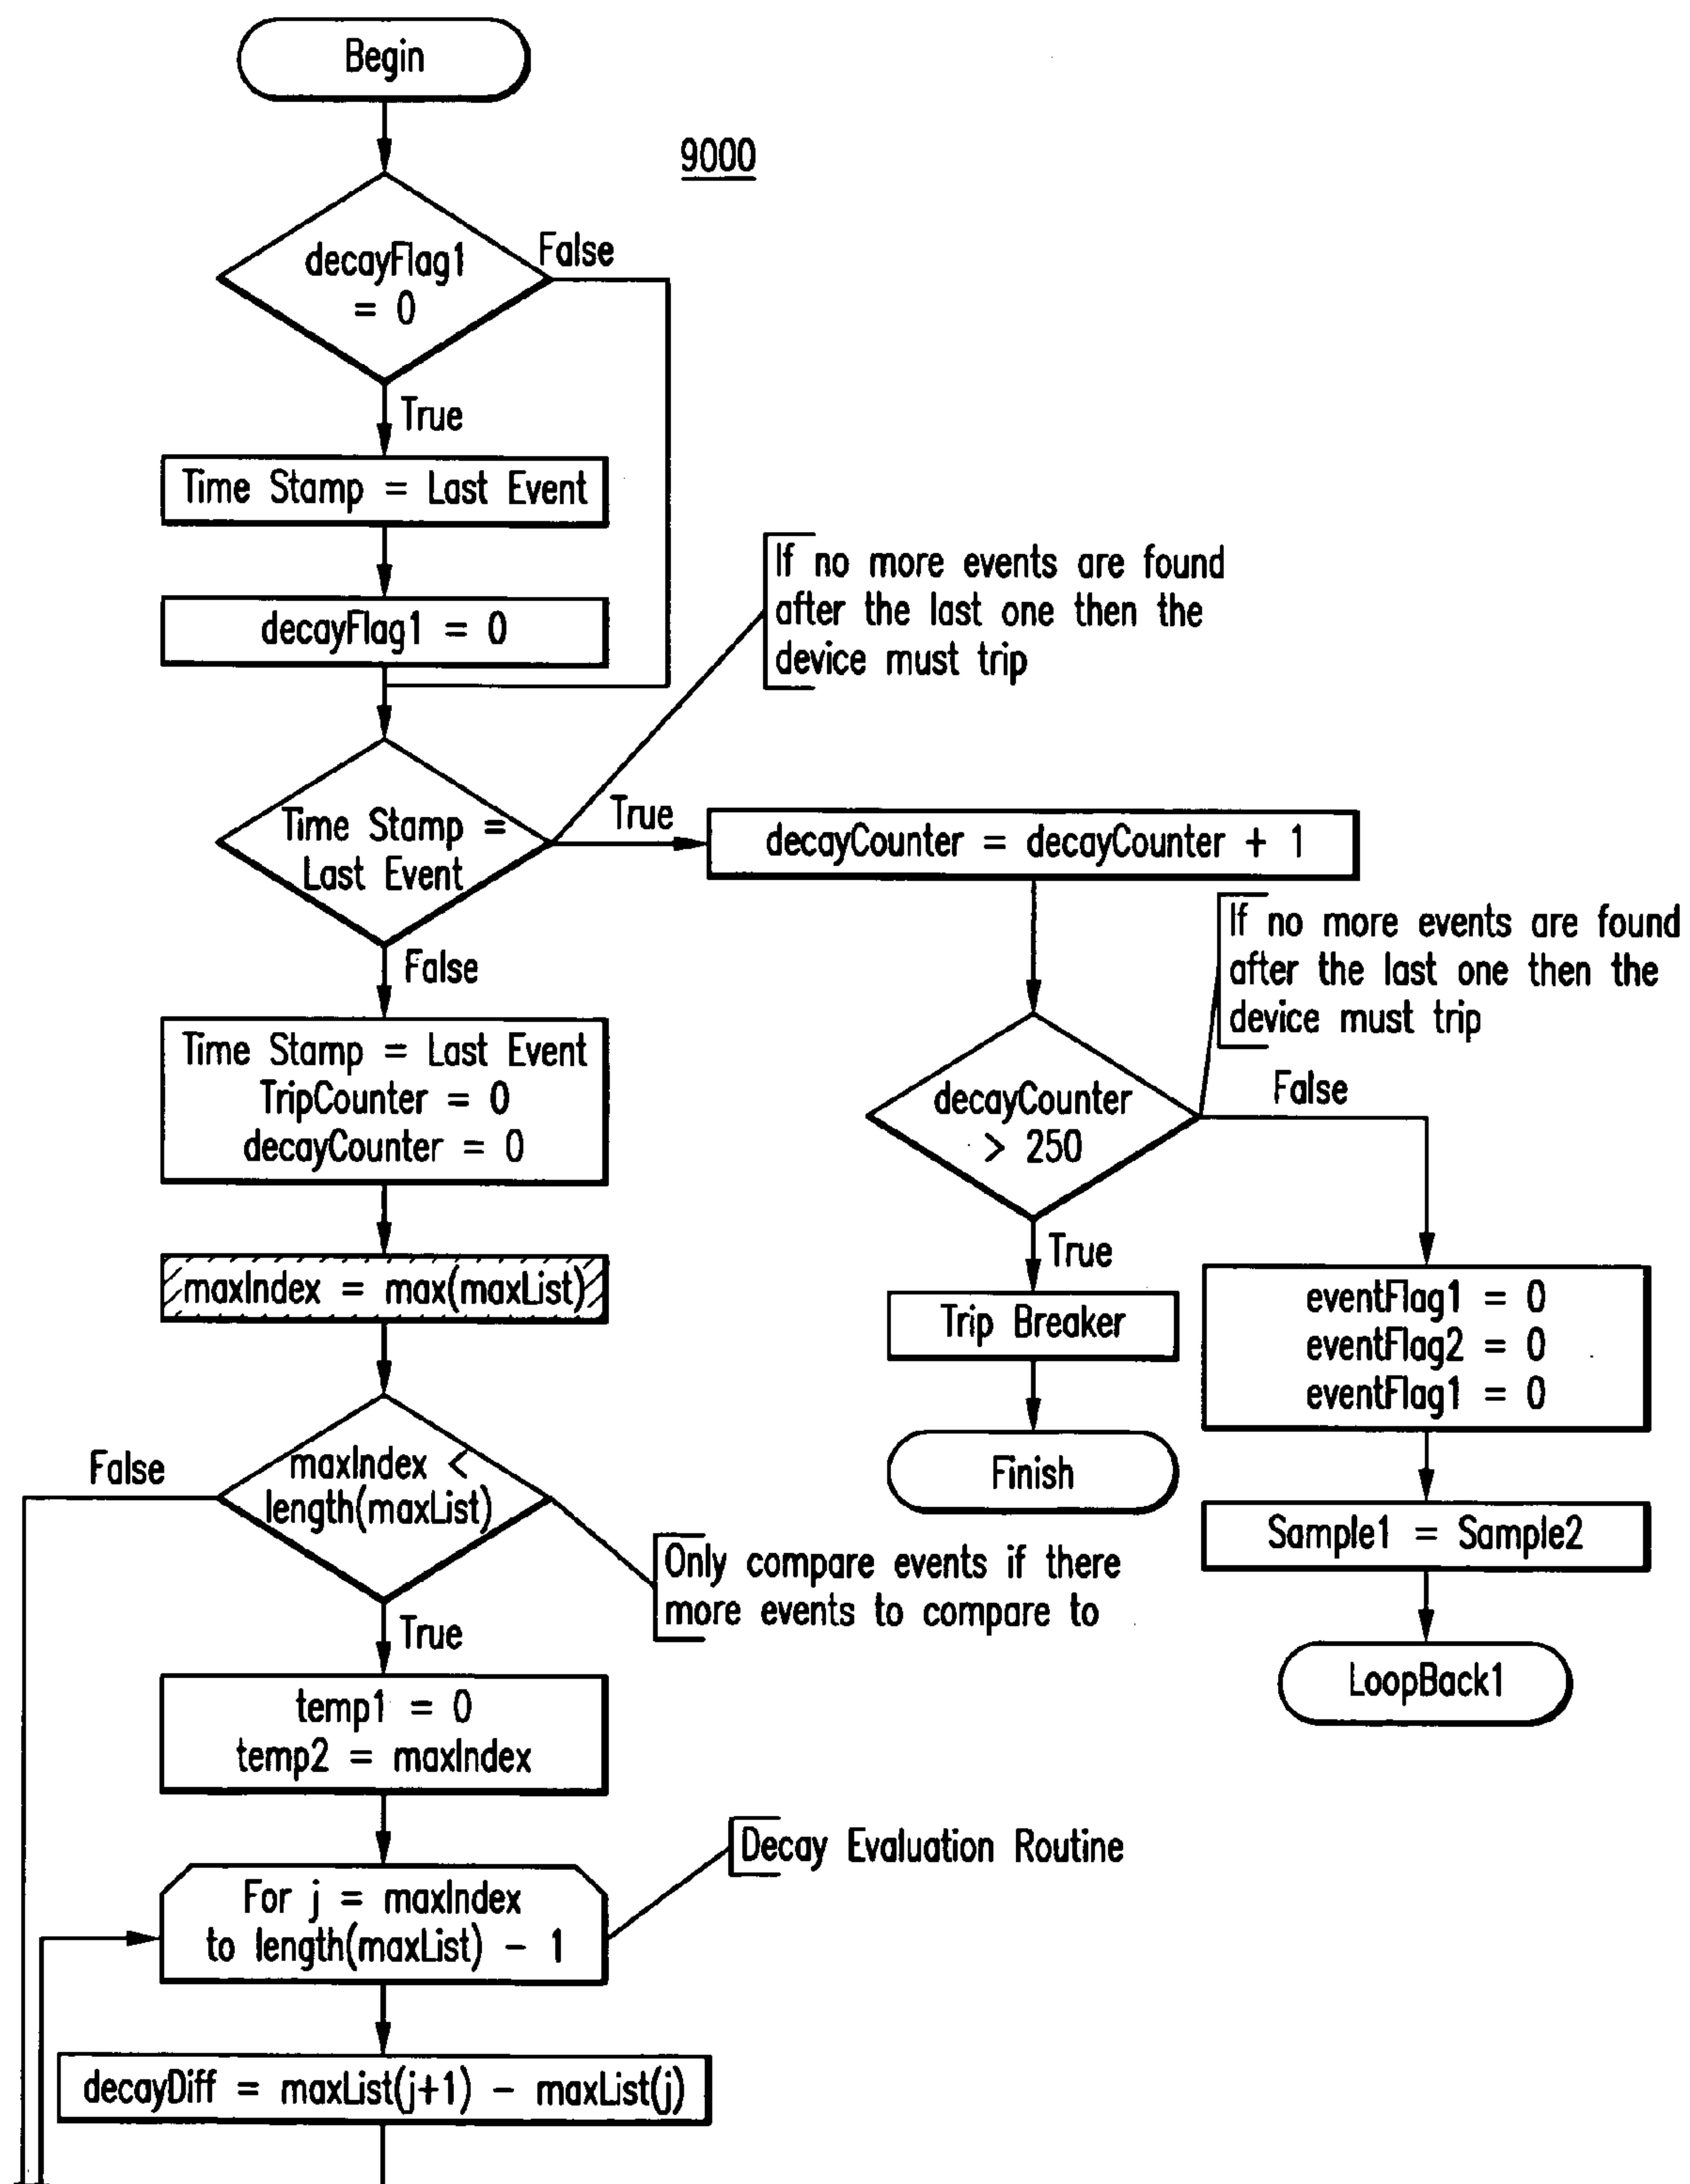 Begin
9000
decayFlag1
= 0
False
True
Time Stamp = Last Event
decayFlag1 = 0
If no more events are found
after the last one then the
device must trip
Time Stamp =
Last Event
True
decayCounter = decayCounter + 1
If no more events are found
after the last one then the
device must trip
False
Time Stamp = Last Event
TripCounter = 0
decayCounter = 0
decayCounter
> 250
False
True
maxIndex = max(maxList)
Trip Breaker
eventFlag1 = 0
eventFlag2 = 0
eventFlag1 = 0
Finish
maxIndex <
length(maxList)
False
Only compare events if there
more events to compare to
Sample1 = Sample2
True
LoopBack1
temp1 = 0
temp2 = maxIndex
Decay Evaluation Routine
For j = maxIndex
to length(maxList) - 1
decayDiff = maxList(j+1) - maxList(j)